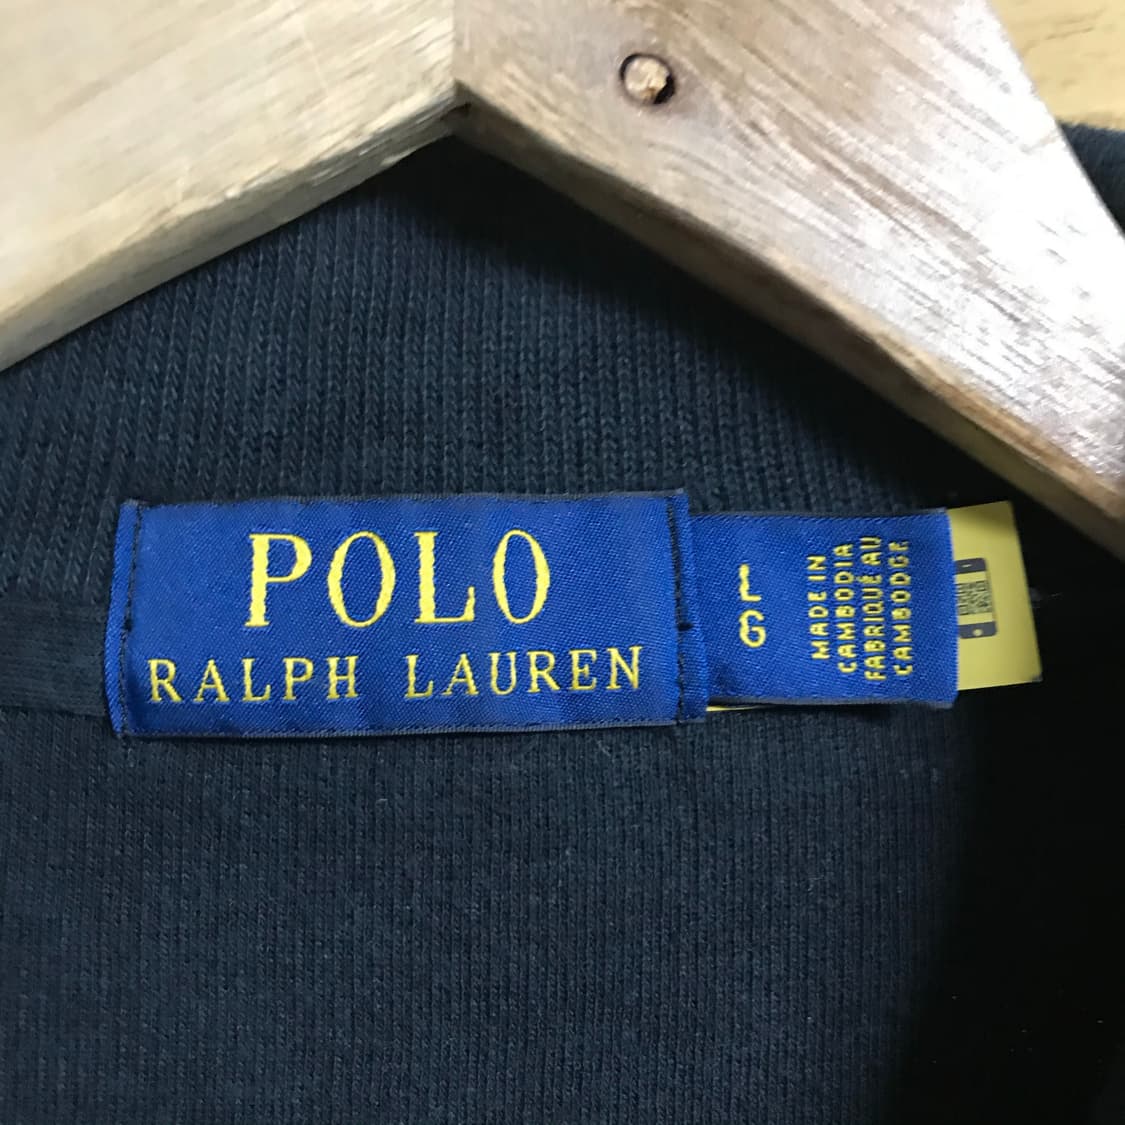 POLO
RALPH LAUREN
L
G
MADE IN
CAMBODIA
FABRIQUÉ AU
CAMBODGE